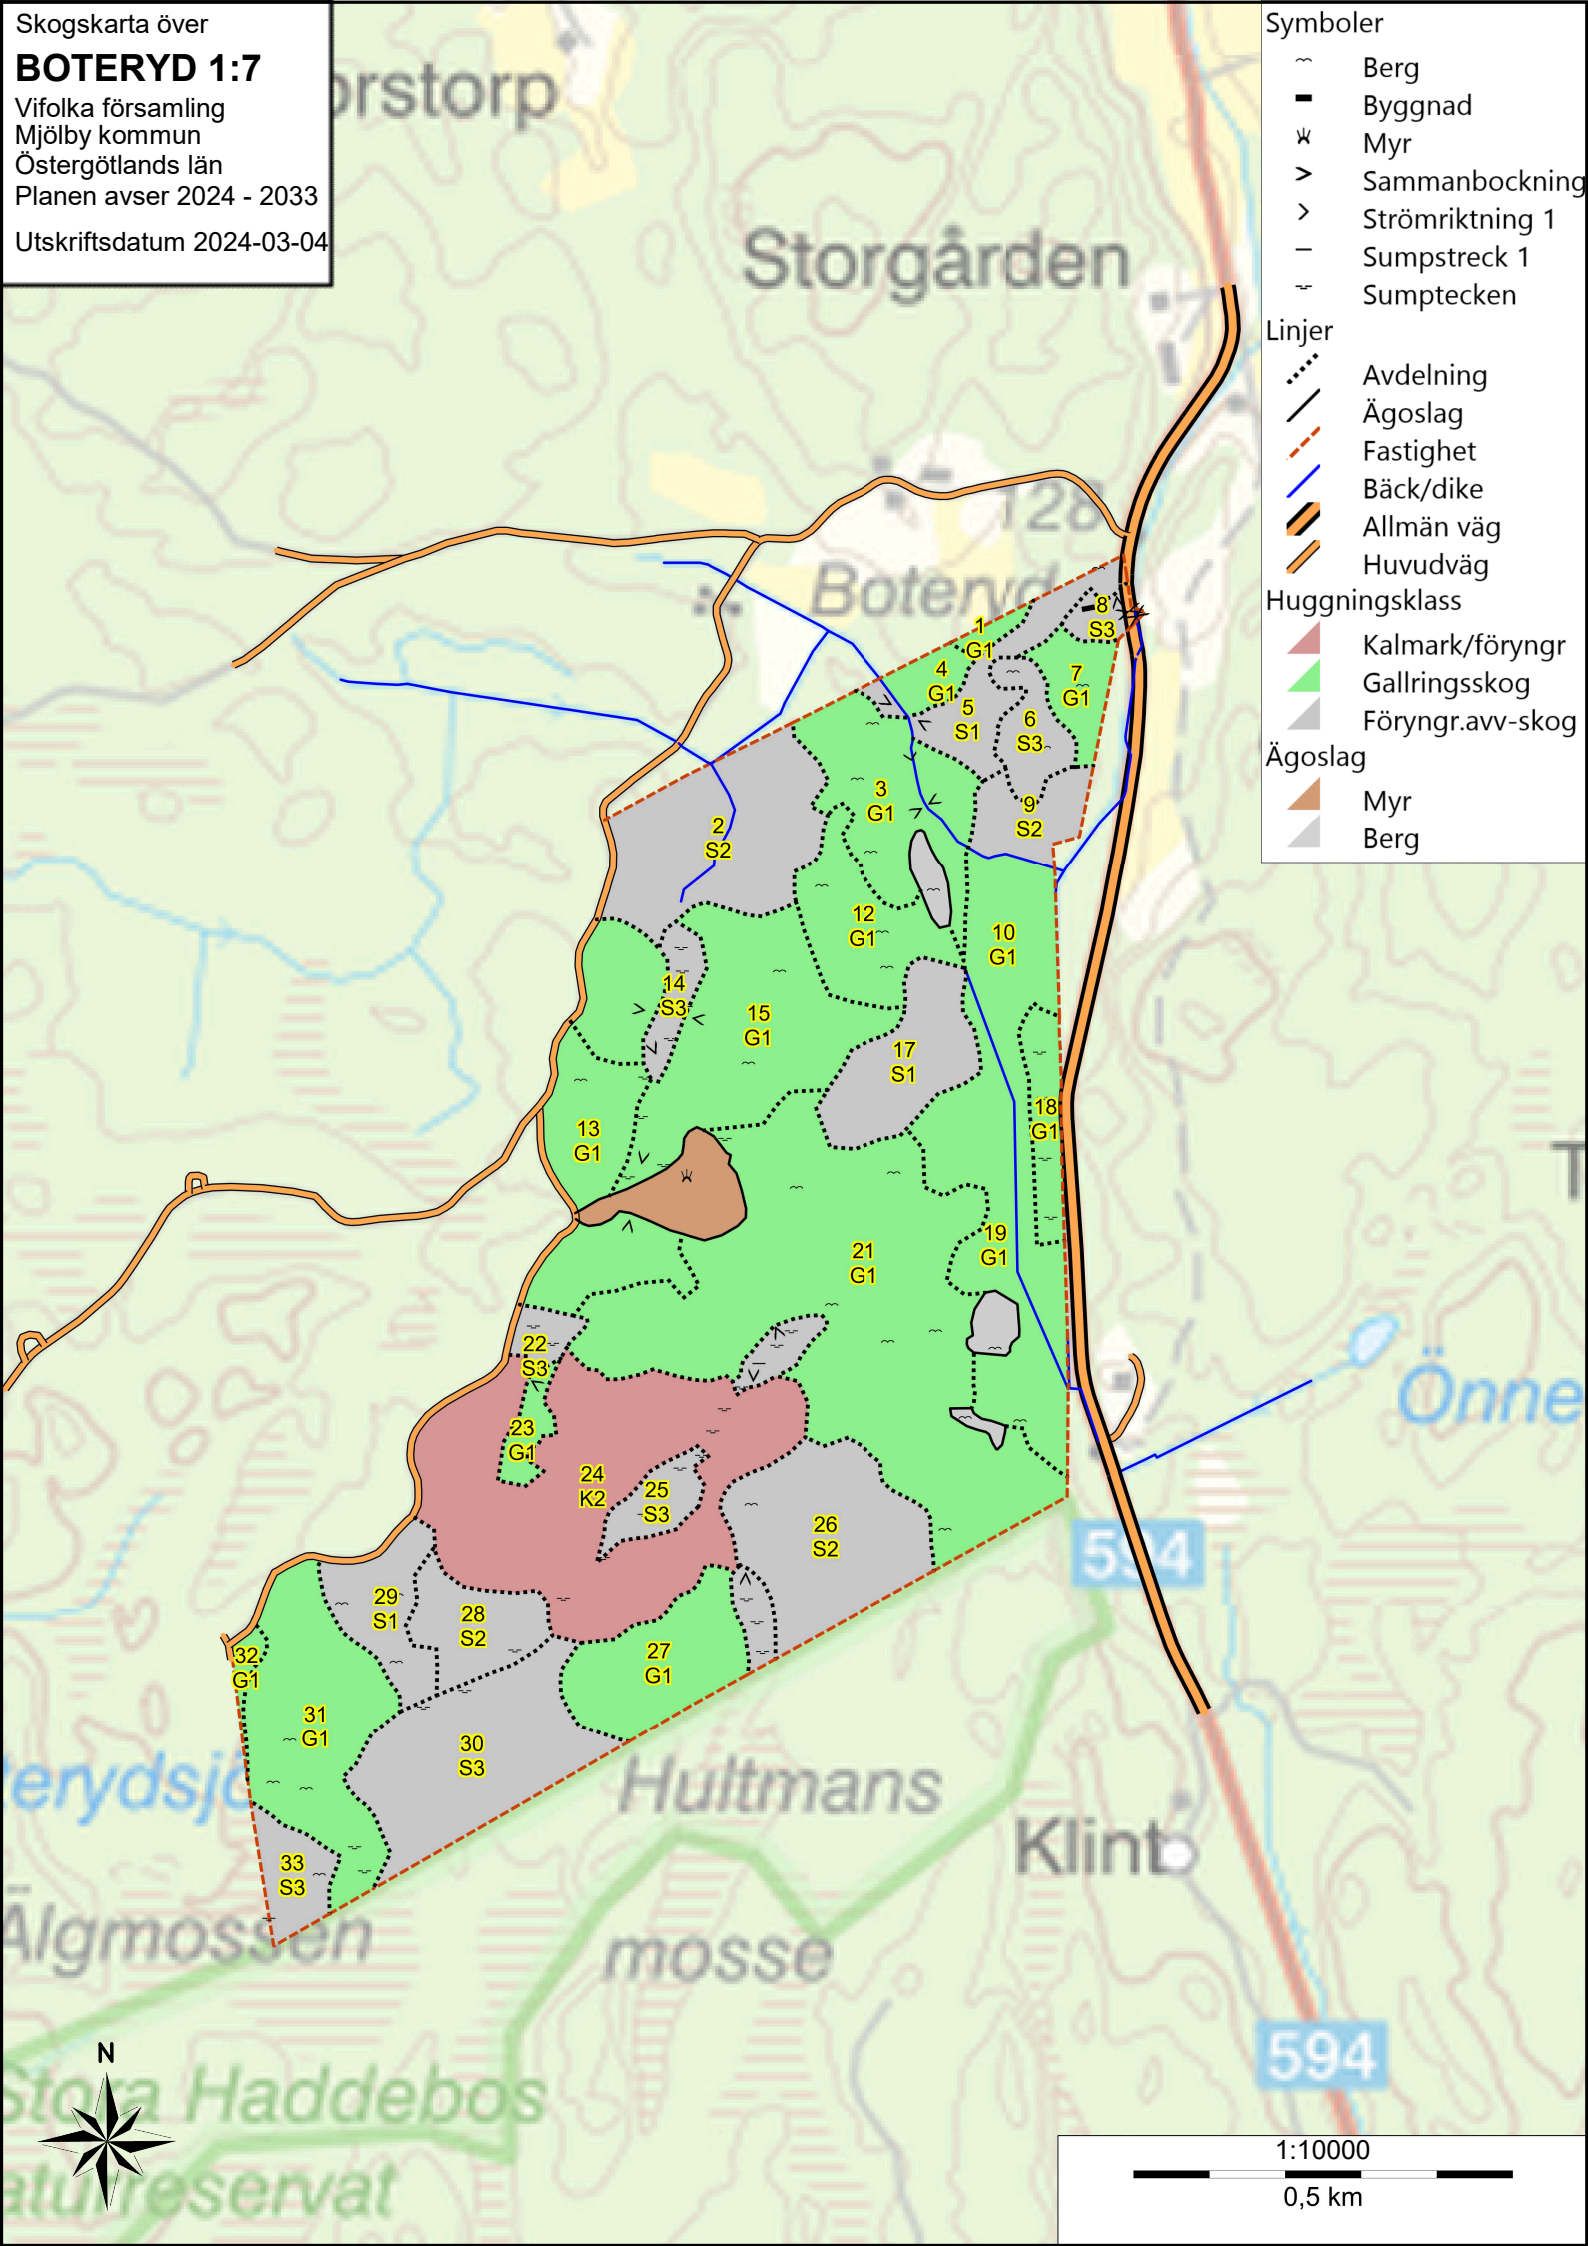 Skogskarta över
BOTERYD 1:7
Vifolka församling
Mjölby kommun
Östergötlands län
Planen avser 2024 - 2033
Utskriftsdatum 2024-03-04
Symboler
Berg
Byggnad
Myr
Sammanbockning
Strömriktning 1
Sumpstreck 1
Sumptecken
Linjer
Avdelning
Ägoslag
Fastighet
Bäck/dike
Allmän väg
Huvudväg
Huggningsklass
Kalmark/föryngr
Gallringsskog
Föryngr.avv-skog
Ägoslag
Myr
Berg
orstorp
Storgården
128
Boteryd
1
G1
8
S3
4
G1
7
G1
5
S1
6
S3
3
G1
9
S2
2
S2
12
G1
10
G1
14
S3
15
G1
17
S1
18
G1
13
G1
T
19
G1
21
G1
22
S3
Önne
23
G1
24
K2
25
S3
26
S2
594
29
S1
28
S2
32
G1
27
G1
31
G1
30
S3
terydsjö
Hultmans
Klint
33
S3
Älgmossen
mosse
N
594
Stora Haddebos
aturreservat
1:10000
0,5 km